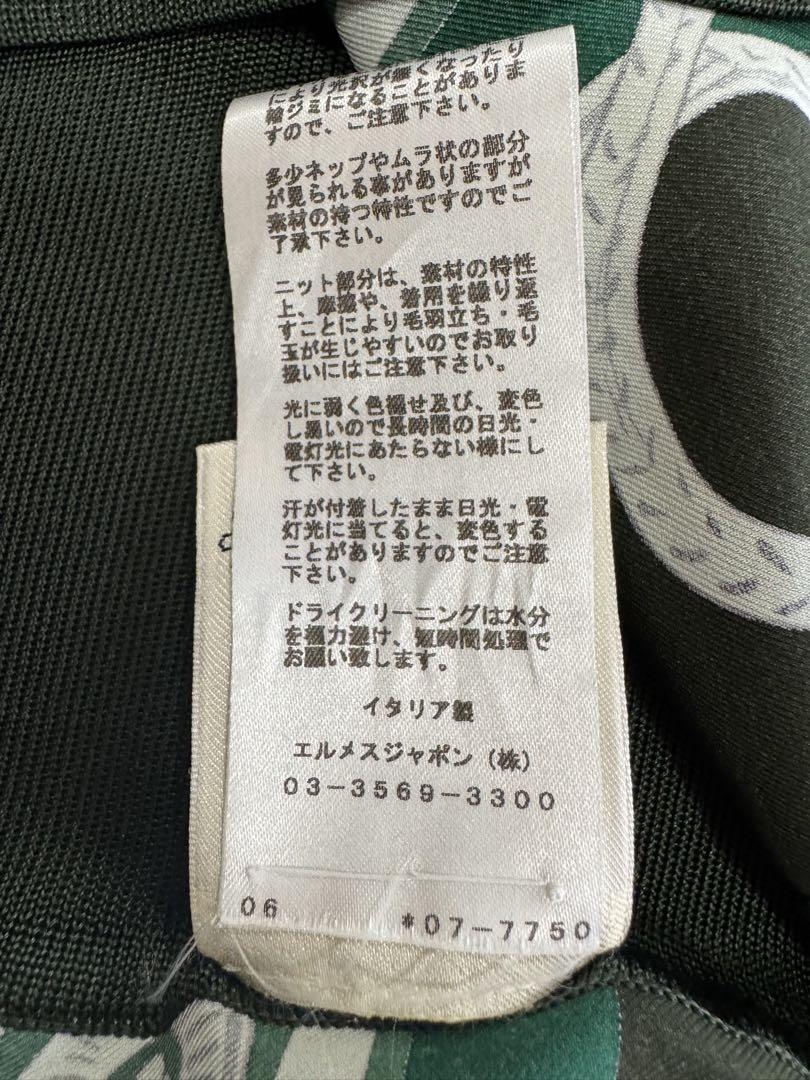 により光沢が無くなったり
輪ジミになることがありま
すので、ご注意下さい。
多少ネップやムラ状の部分
が見られる事がありますが
素材の持つ特性ですのでご
了承下さい。
ニット部分は、素材の特性
上、摩擦や、着用を繰り返
すことにより毛羽立ち・毛
玉が生じやすいのでお取り
扱いにはご注意下さい。
光に弱く色褪せ及び、変色
し易いので長時間の日光・
電灯光にあたらない様にし
て下さい。
汗が付着したまま日光・電
灯光に当てると、変色する
ことがありますのでご注意
下さい。
ドライクリーニングは水分
を極力避け、短時間処理で
お願い致します。
イタリア製
エルメスジャポン(株)
03-3569-3300
06 *07-7750